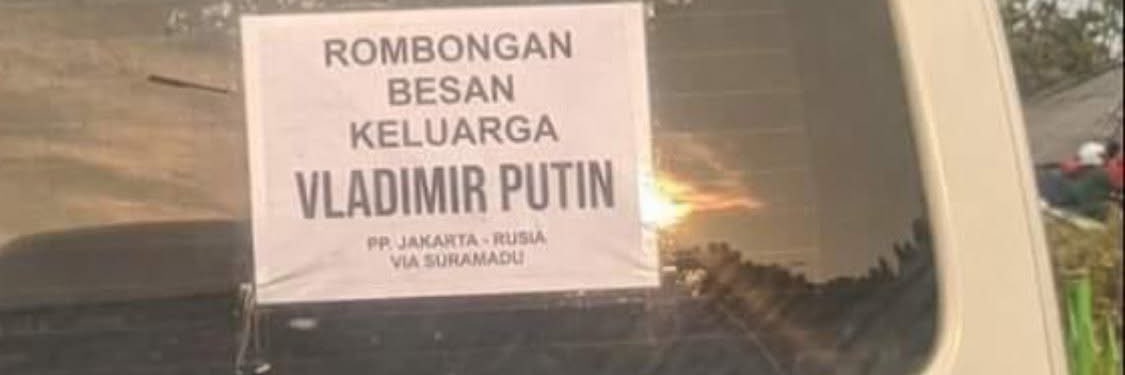 ROMBONGAN
BESAN
KELUARGA
VLADIMIR PUTIN
PP. JAKARTA - RUSIA
VIA SURAMADU